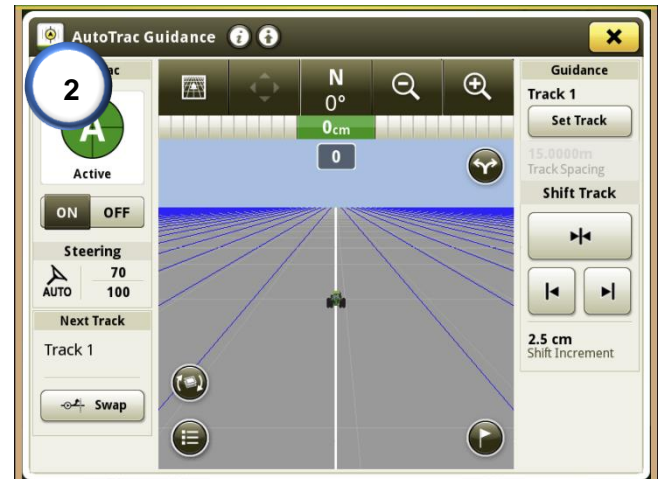 AutoTrac Guidance i
2
A
Active
ON OFF
Steering
AUTO 70
100
Next Track
Track 1
Swap
N
0°
0cm
0
Guidance
Track 1
Set Track
15.0000m
Track Spacing
Shift Track
2.5 cm
Shift Increment